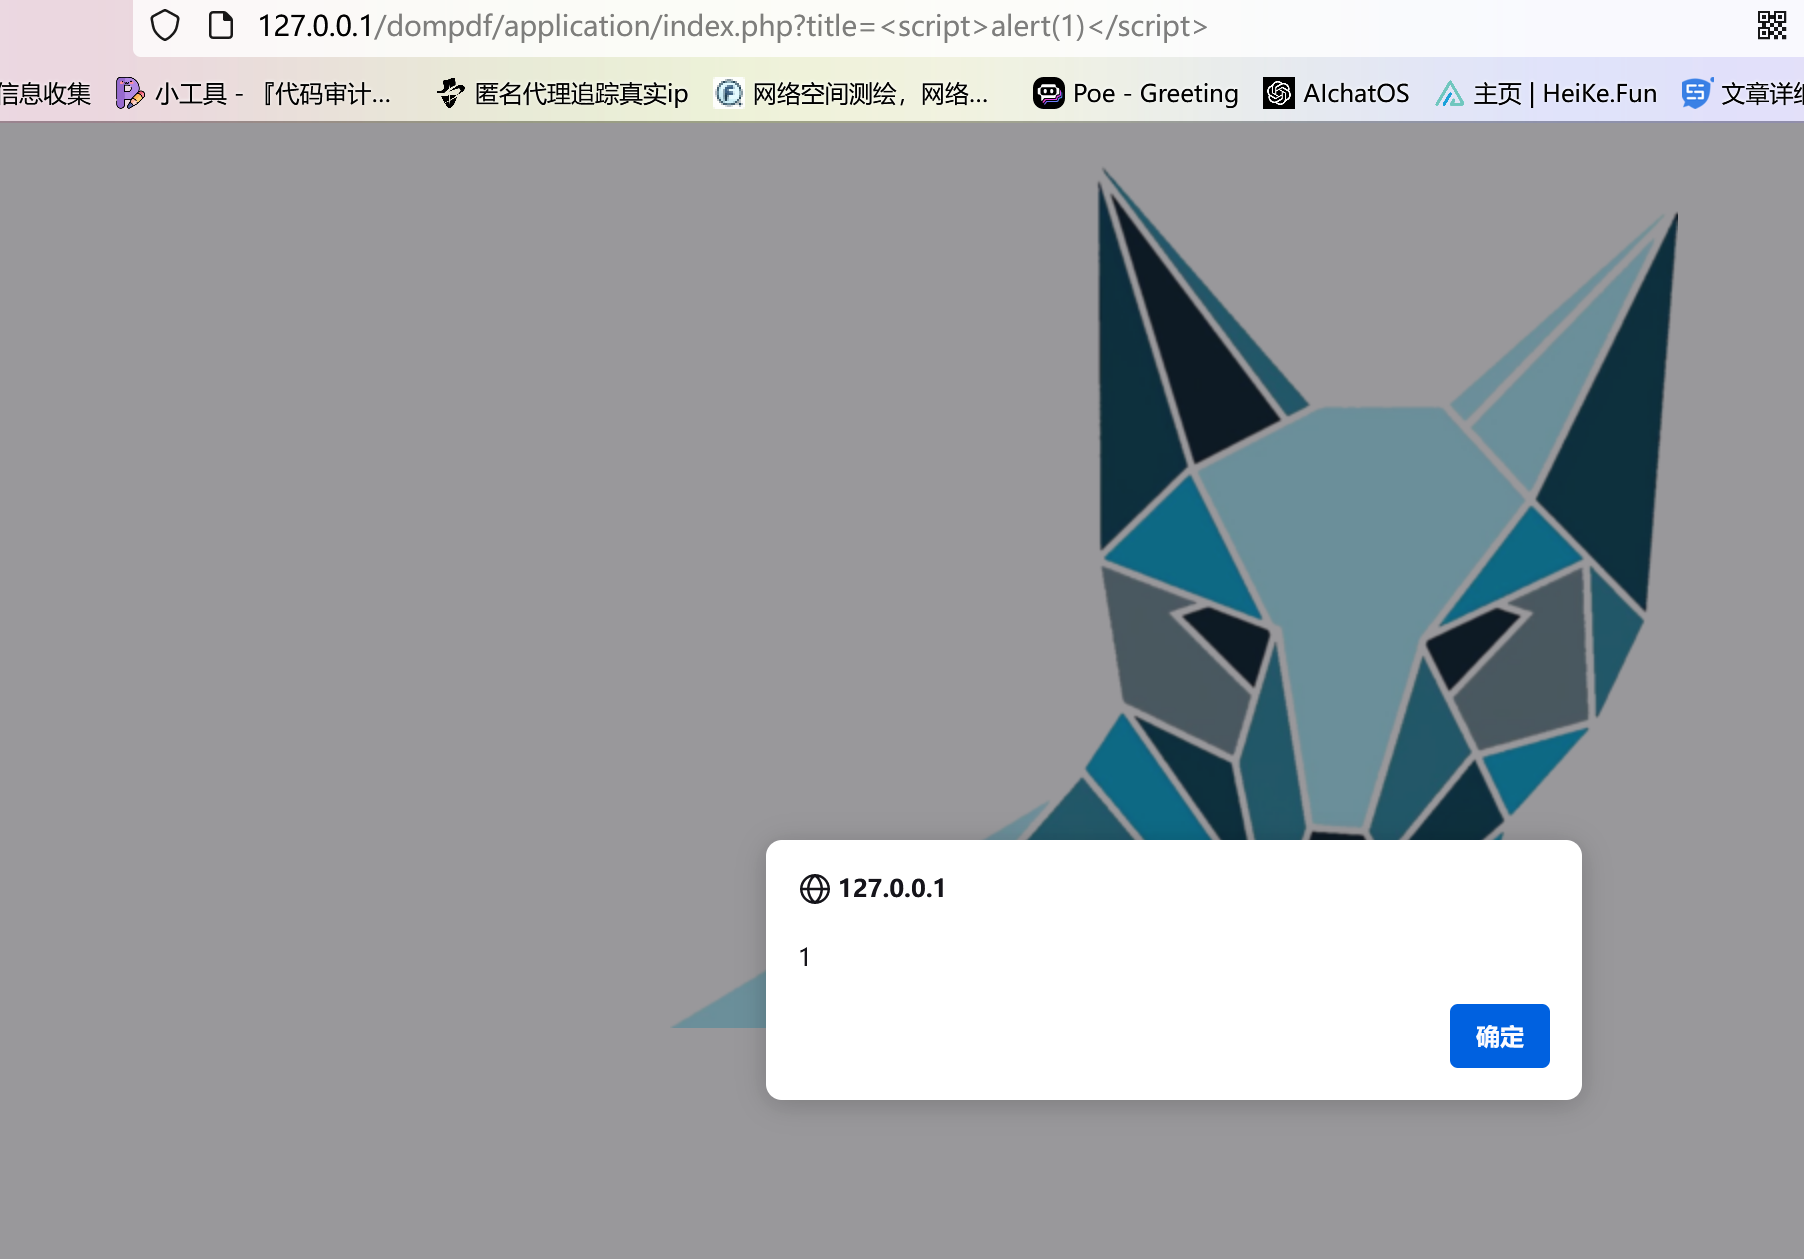 127.0.0.1/dompdf/application/index.php?title=<script>alert(1)</script>
信息收集 小工具 - 『代码审计... 匿名代理追踪真实ip 网络空间测绘，网络... Poe - Greeting AIchatOS 主页 | HeiKe.Fun 文章详细
127.0.0.1
1
确定